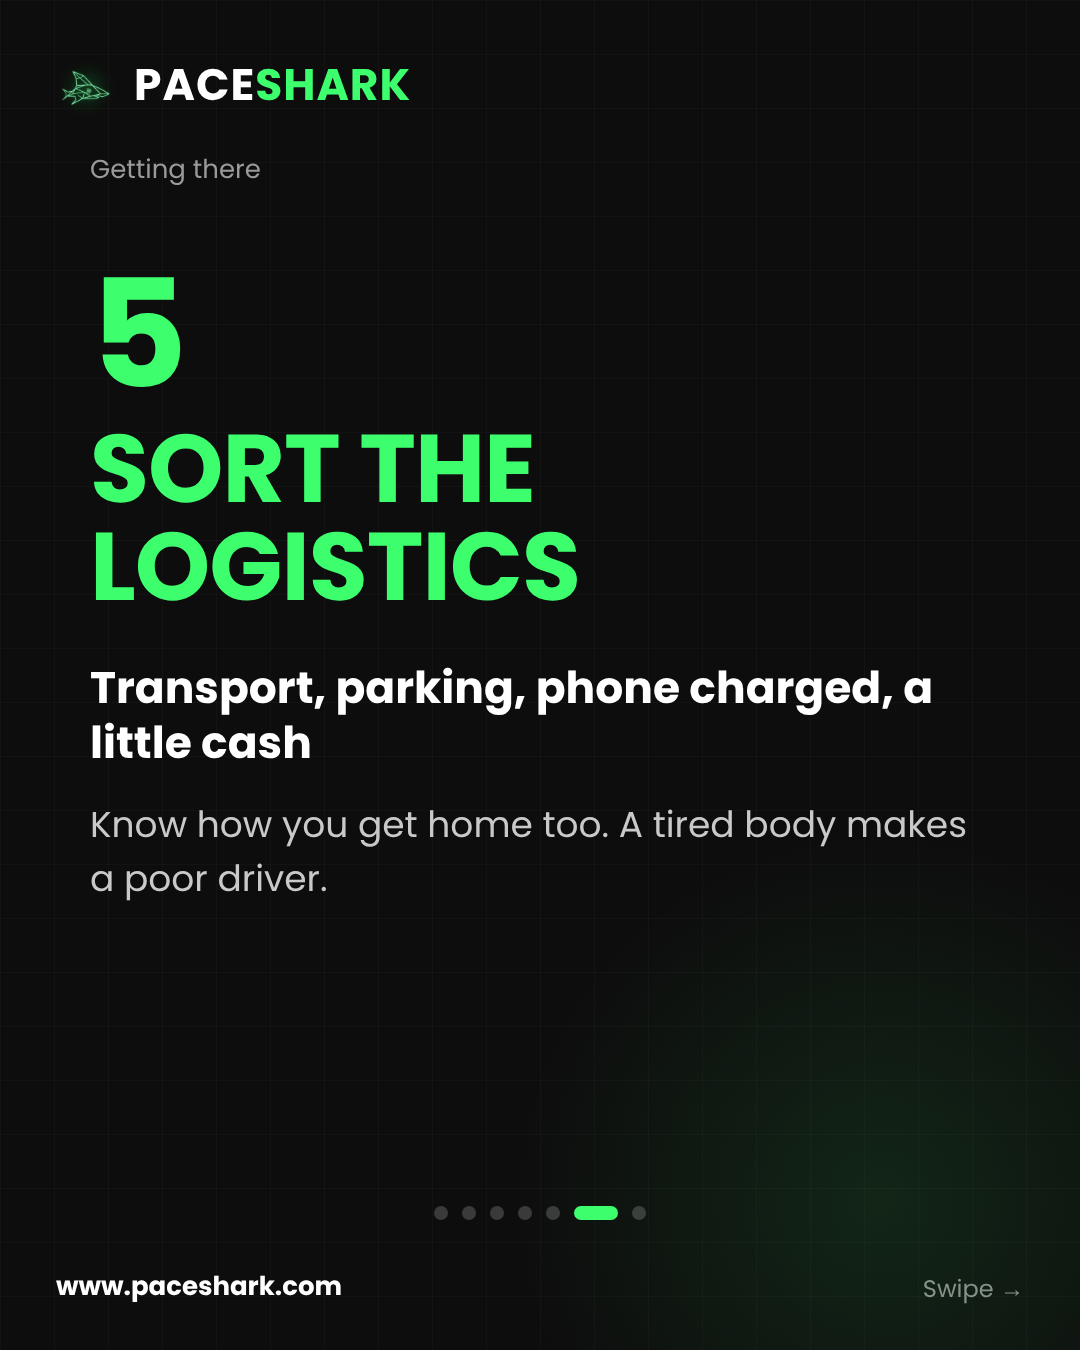 PACESHARK
Getting there
5
SORT THE
LOGISTICS
Transport, parking, phone charged, a
little cash
Know how you get home too. A tired body makes
a poor driver.
www.paceshark.com
Swipe →